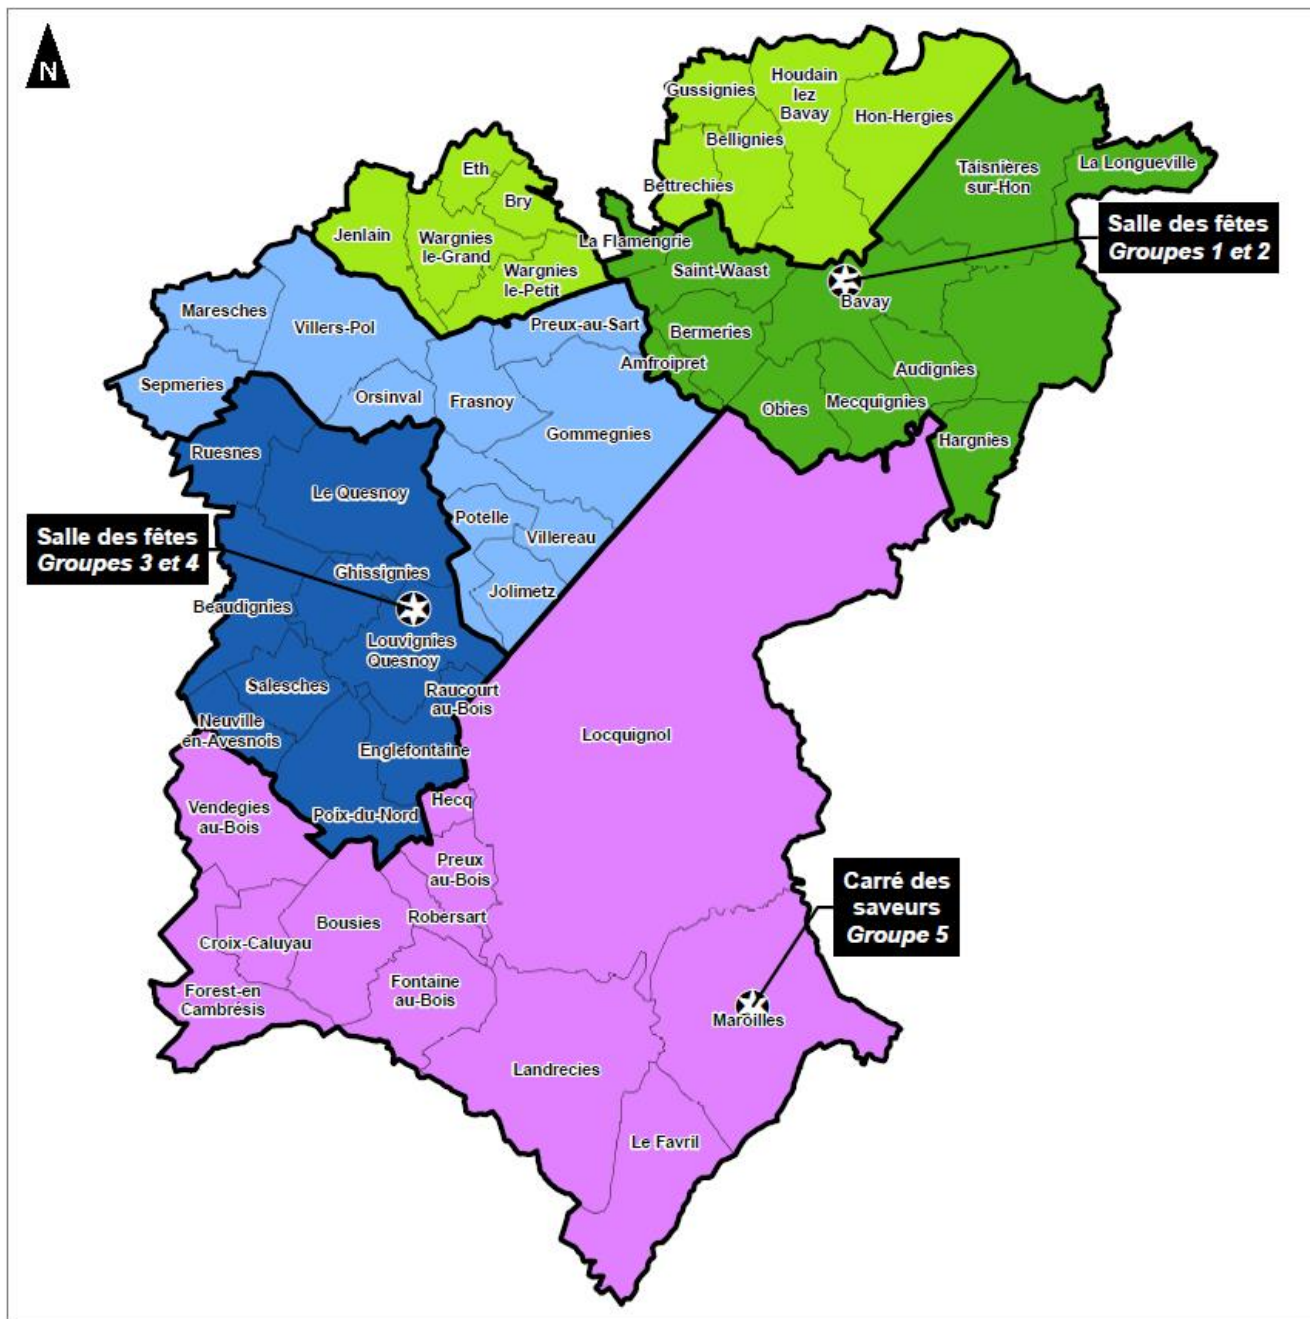 N
Gussignies
Houdain
lez
Bavay
Hon-Hergies
Bellignies
Bettrechies
Taisnières
sur-Hon
La Longueville
Eth
Bry
Jenlain
Wargnies
le-Grand
Wargnies
le-Petit
La Flamengrie
Saint-Waast
Bavay
Salle des fêtes
Groupes 1 et 2
Maresches
Villers-Pol
Preux-au-Sart
Bermeries
Amfroipret
Audignies
Sepmeries
Orsinval
Frasnoy
Obies
Mecquignies
Gommegnies
Hargnies
Ruesnes
Le Quesnoy
Potelle
Villereau
Salle des fêtes
Groupes 3 et 4
Ghissignies
Jolimetz
Beaudignies
Louvignies
Quesnoy
Salesches
Raucourt
au-Bois
Neuville
en-Avesnois
Englefontaine
Locquignol
Vendegies
au-Bois
Poix-du-Nord
Hecq
Preux
au-Bois
Carré des
saveurs
Groupe 5
Bousies
Robersart
Croix-Caluyau
Forest-en
Cambrésis
Fontaine
au-Bois
Maroilles
Landrecies
Le Favril